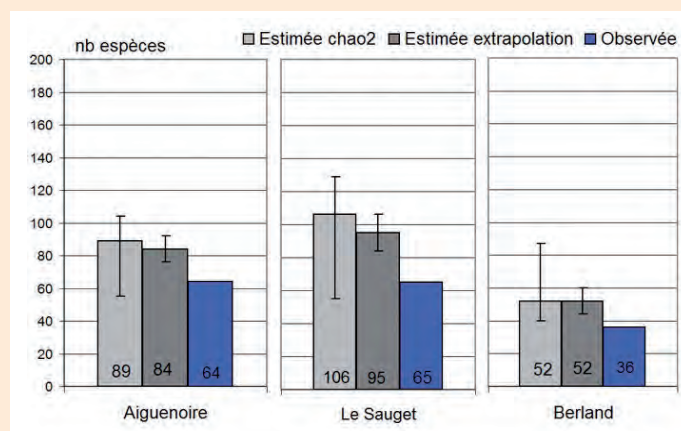 nb espèces
Estimée chao2 Estimée extrapolation Observée
200
180
160
140
120
100
80
60
40
20
0
89 84 64
106 95 65
52 52 36
Aiguenoire
Le Sauget
Berland